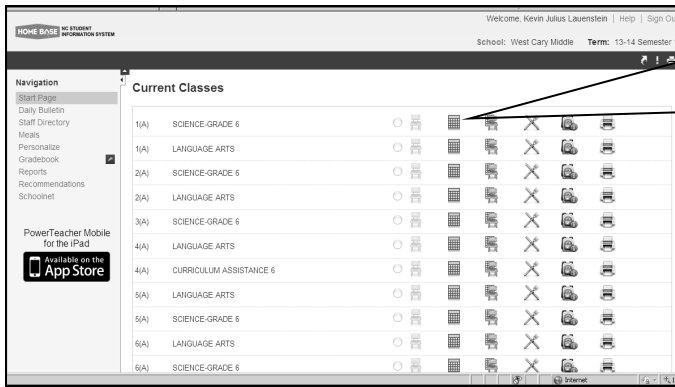 Welcome, Kevin Julius Lauenstein | Help | Sign Ou
HOME BASE NC STUDENT INFORMATION SYSTEM
School: West Cary Middle Term: 13-14 Semester
Navigation
Start Page
Daily Bulletin
Staff Directory
Meals
Personalize
Gradebook
Reports
Recommendations
Schoolnet
PowerTeacher Mobile
for the iPad
Available on the
App Store
Current Classes
1(A) SCIENCE-GRADE 6
1(A) LANGUAGE ARTS
2(A) SCIENCE-GRADE 6
2(A) LANGUAGE ARTS
3(A) SCIENCE-GRADE 6
4(A) LANGUAGE ARTS
4(A) CURRICULUM ASSISTANCE 6
5(A) LANGUAGE ARTS
5(A) SCIENCE-GRADE 6
6(A) LANGUAGE ARTS
6(A) SCIENCE-GRADE 6
Internet